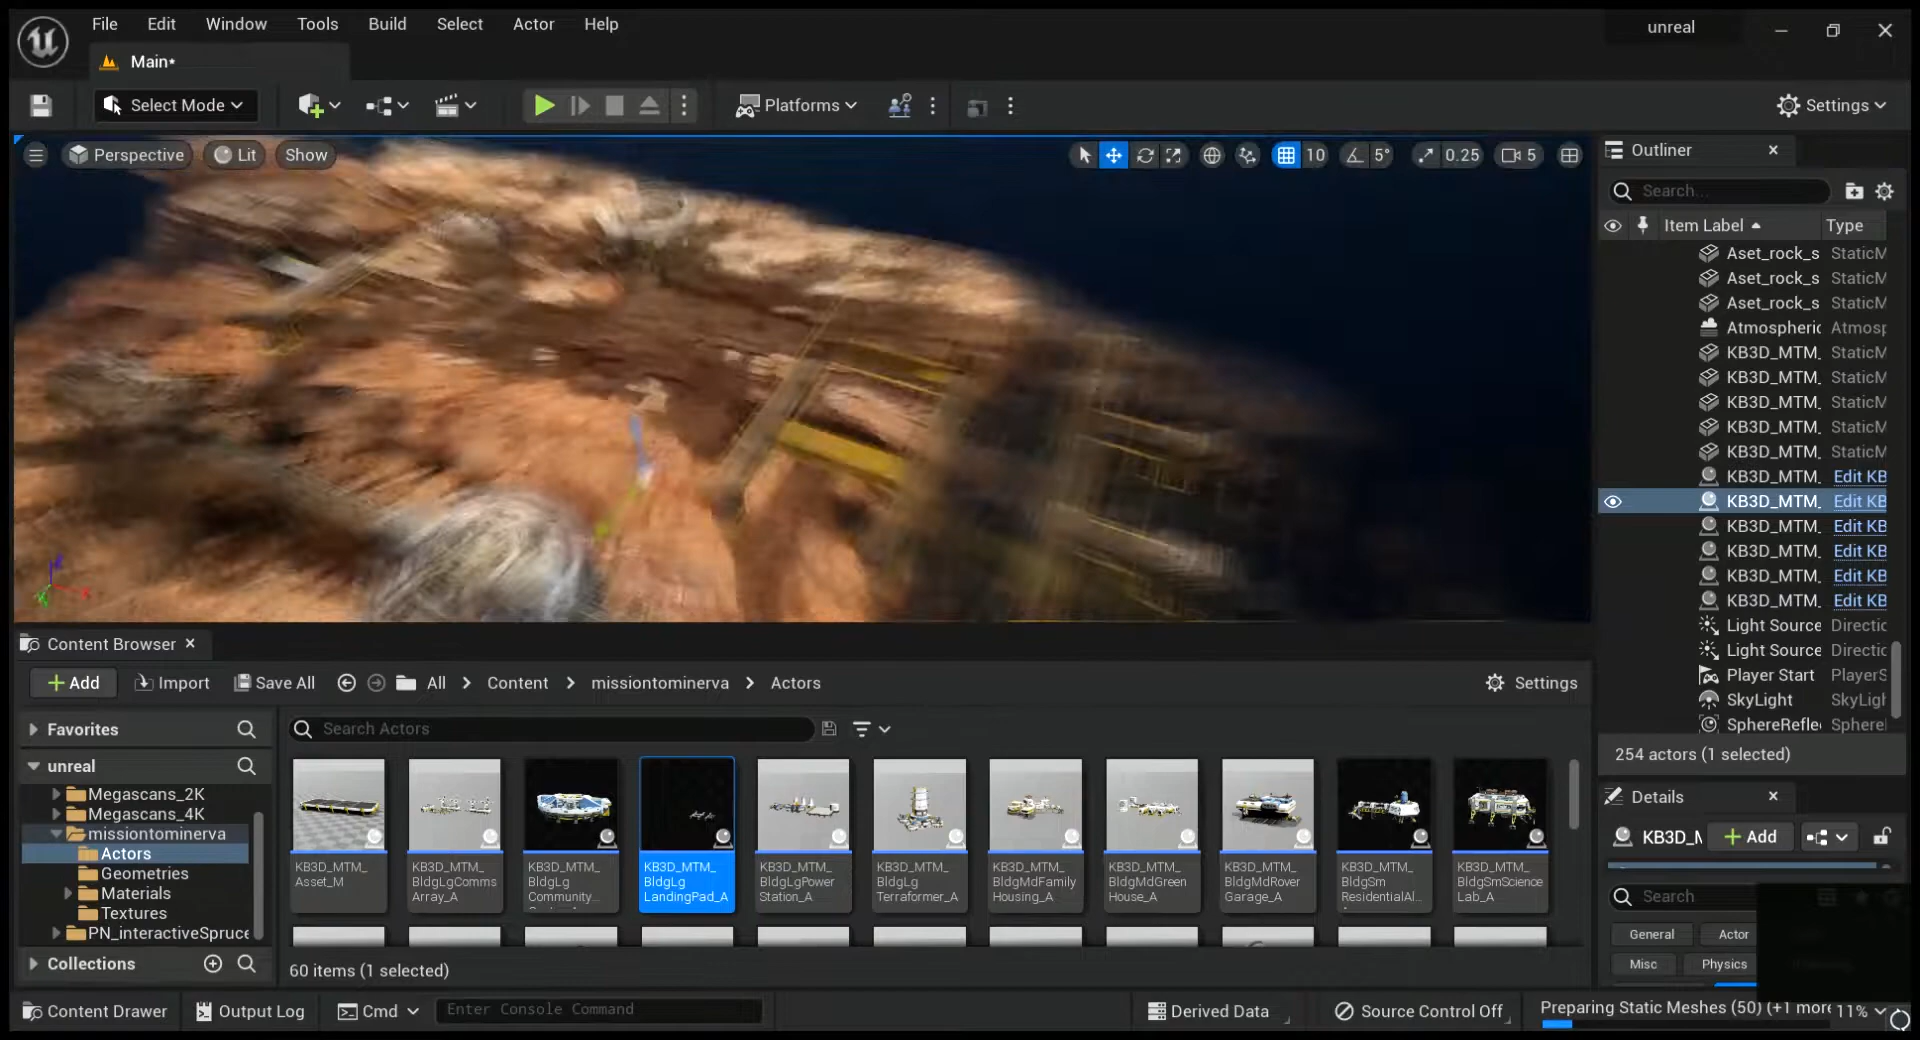 File Edit Window Tools Build Select Actor Help
unreal
Main•
Select Mode
Platforms
Settings
Perspective
Lit
Show
10
5°
0.25
5
Outliner
Search...
Item Label
Type
Aset_rock_s StaticM
Aset_rock_s StaticM
Aset_rock_s StaticM
Atmospheric Atmosp
KB3D_MTM_ StaticM
KB3D_MTM_ StaticM
KB3D_MTM_ StaticM
KB3D_MTM_ StaticM
KB3D_MTM_ StaticM
KB3D_MTM_ Edit KB
KB3D_MTM_ Edit KB
KB3D_MTM_ Edit KB
KB3D_MTM_ Edit KB
KB3D_MTM_ Edit KB
KB3D_MTM_ Edit KB
Light Source Directic
Light Source Directic
Player Start PlayerS
SkyLight SkyLigh
SphereRefle Sphere
254 actors (1 selected)
Details
KB3D_M
Add
Search
General
Actor
Misc
Physics
Content Browser
Add
Import
Save All
All > Content > missiontominerva > Actors
Settings
Favorites
unreal
Megascans_2K
Megascans_4K
missiontominerva
Actors
Geometries
Materials
Textures
PN_interactiveSpruce
Collections
Search Actors
KB3D_MTM_
Asset_M
KB3D_MTM_
BldgLgComms
Array_A
KB3D_MTM_
BldgLg
Community...
KB3D_MTM_
BldgLg
LandingPad_A
KB3D_MTM_
BldgLgPower
Station_A
KB3D_MTM_
BldgLg
Terraformer_A
KB3D_MTM_
BldgMdFamily
Housing_A
KB3D_MTM_
BldgMdGreen
House_A
KB3D_MTM_
BldgMdRover
Garage_A
KB3D_MTM_
BldgSm
ResidentialAl...
KB3D_MTM_
BldgSmScience
Lab_A
60 items (1 selected)
Content Drawer
Output Log
Cmd
Enter Console Command
Derived Data
Source Control Off
Preparing Static Meshes (50) (+1 more
11%